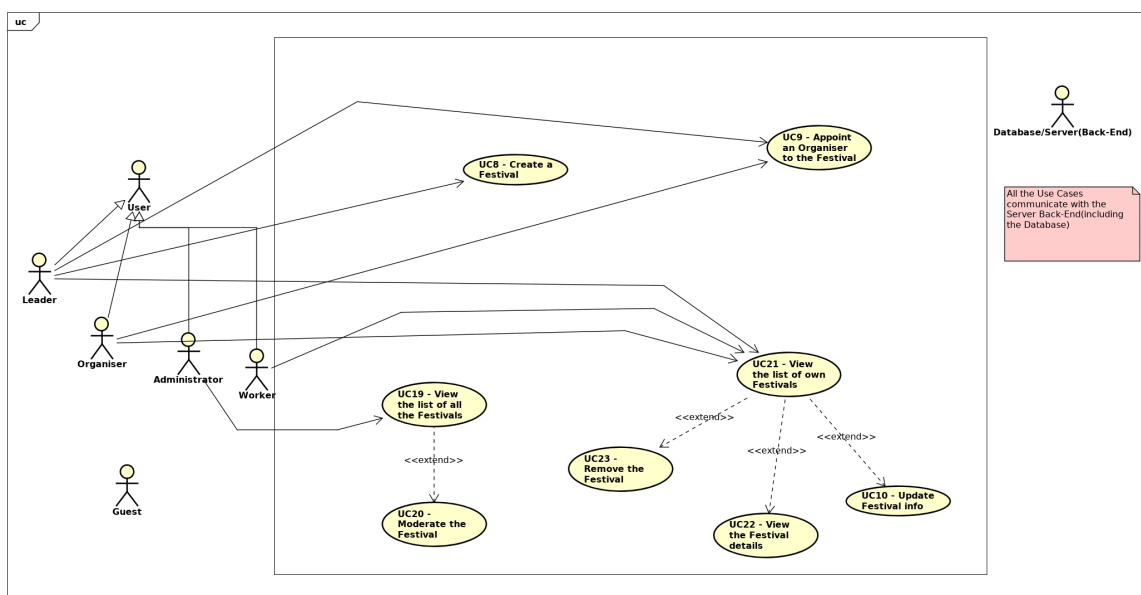 uc
UC9 - Appoint
an Organiser
to the Festival
Database/Server(Back-End)
UC8 - Create a
Festival
User
All the Use Cases
communicate with the
Server Back-End(including
the Database)
Leader
Organiser
Administrator
Worker
UC21 - View
the list of own
Festivals
UC19 - View
the list of all
the Festivals
<<extend>>
<<extend>>
<<extend>>
<<extend>>
UC23 -
Remove the
Festival
UC10 - Update
Festival info
Guest
UC20 -
Moderate the
Festival
UC22 - View
the Festival
details